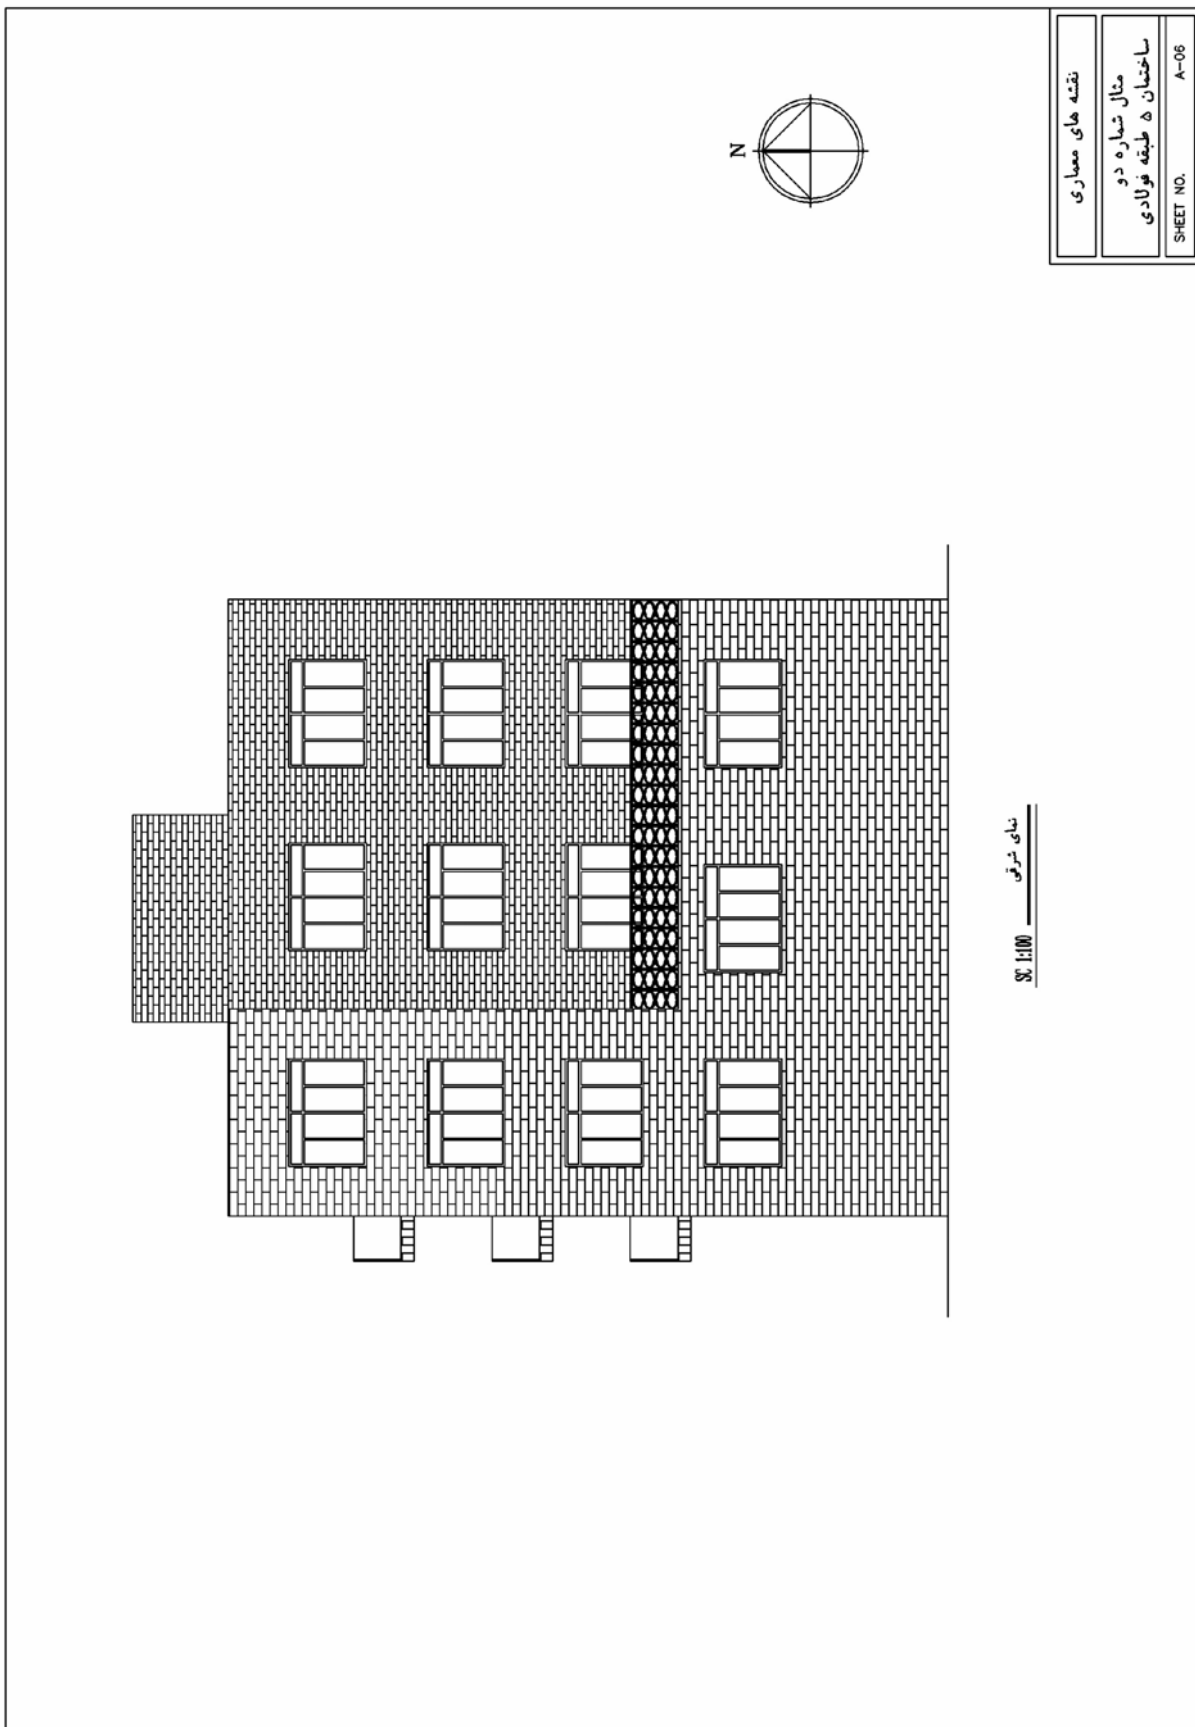 N
نقشه های معماری
مثال شماره دو
ساختمان ۵ طبقه فولادی
SHEET NO. A-06
نمای شرقی
SC 1:100